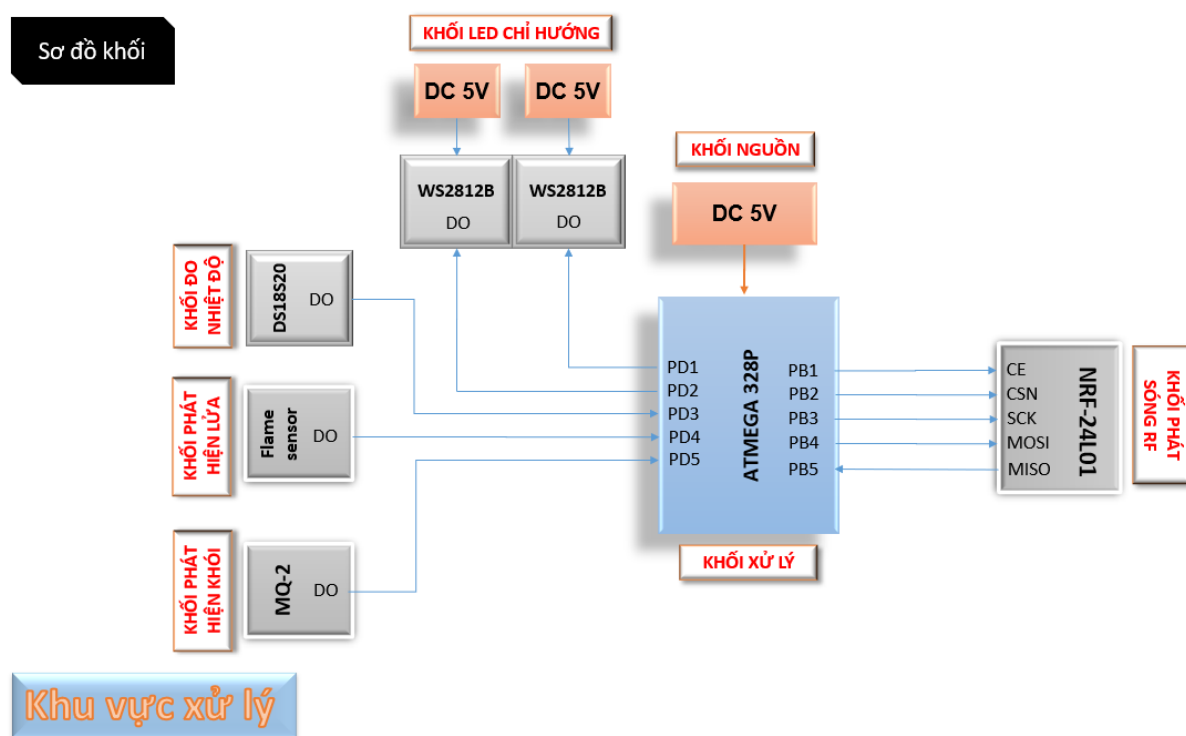 Sơ đồ khối
KHỐI LED CHỈ HƯỚNG
DC 5V
DC 5V
WS2812B
DO
WS2812B
DO
KHỐI NGUỒN
DC 5V
KHỐI ĐO
NHIỆT ĐỘ
DS18S20
DO
KHỐI PHÁT
HIỆN LỬA
Flame
sensor
DO
KHỐI PHÁT
HIỆN KHÓI
MQ-2
DO
PD1
PD2
PD3
PD4
PD5
ATMEGA 328P
PB1
PB2
PB3
PB4
PB5
KHỐI XỬ LÝ
CE
CSN
SCK
MOSI
MISO
NRF-24L01
KHỐI PHÁT
SÓNG RF
Khu vực xử lý